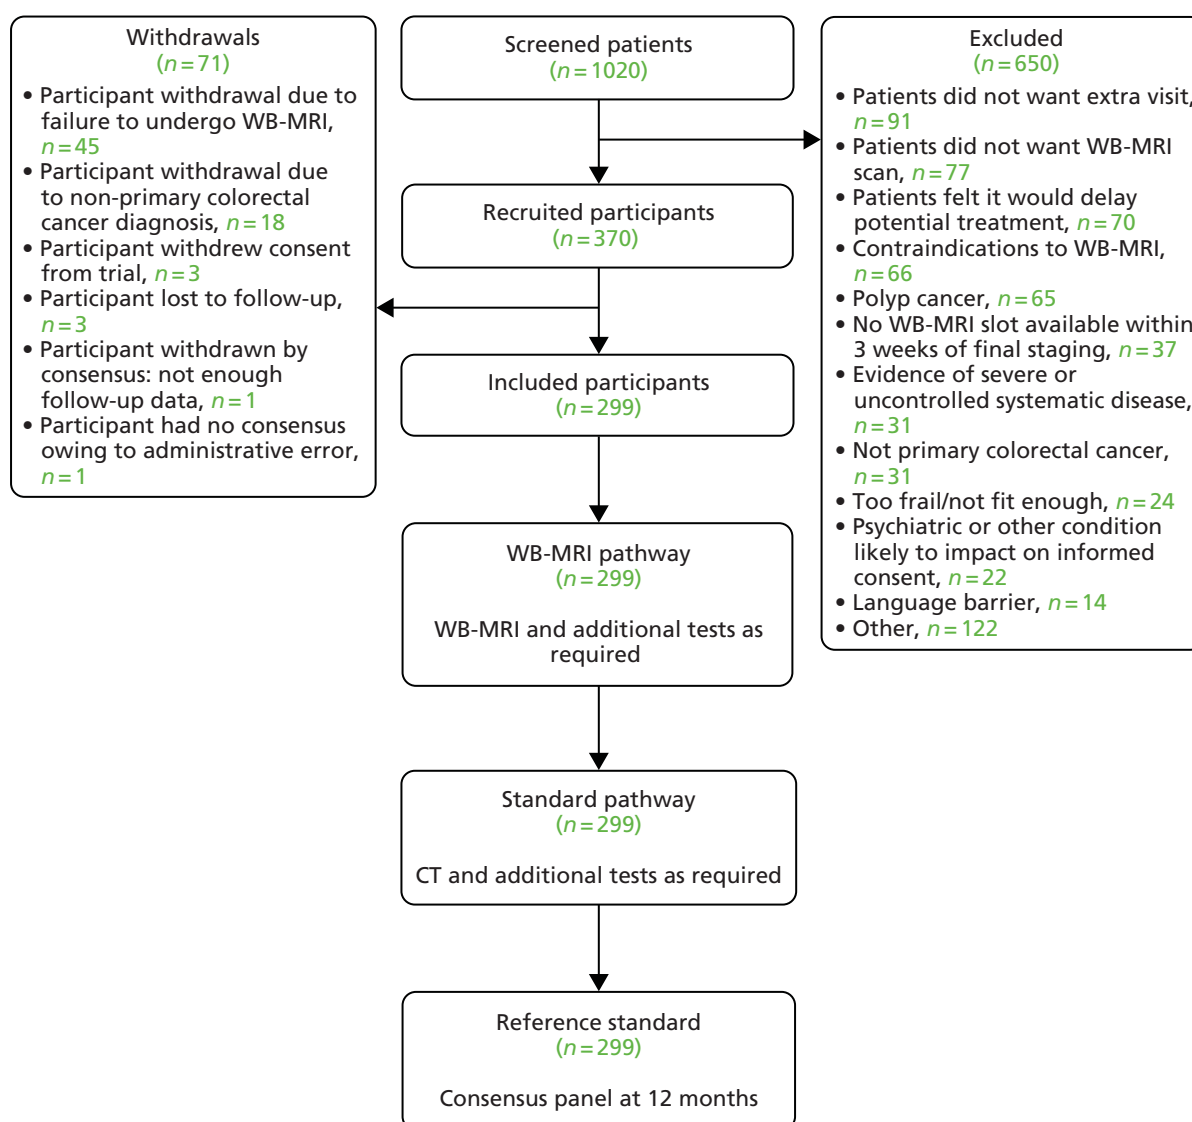 Withdrawals
(n=71)
• Participant withdrawal due to
failure to undergo WB-MRI,
n=45
• Participant withdrawal due
to non-primary colorectal
cancer diagnosis, n=18
• Participant withdrew consent
from trial, n=3
• Participant lost to follow-up,
n=3
• Participant withdrawn by
consensus: not enough
follow-up data, n=1
• Participant had no consensus
owing to administrative error,
n=1
Screened patients
(n=1020)
Recruited participants
(n=370)
Included participants
(n=299)
WB-MRI pathway
(n=299)
WB-MRI and additional tests as
required
Standard pathway
(n=299)
CT and additional tests as required
Reference standard
(n=299)
Consensus panel at 12 months
Excluded
(n=650)
• Patients did not want extra visit,
n=91
• Patients did not want WB-MRI
scan, n=77
• Patients felt it would delay
potential treatment, n=70
• Contraindications to WB-MRI,
n=66
• Polyp cancer, n=65
• No WB-MRI slot available within
3 weeks of final staging, n=37
• Evidence of severe or
uncontrolled systematic disease,
n=31
• Not primary colorectal cancer,
n=31
• Too frail/not fit enough, n=24
• Psychiatric or other condition
likely to impact on informed
consent, n=22
• Language barrier, n=14
• Other, n=122